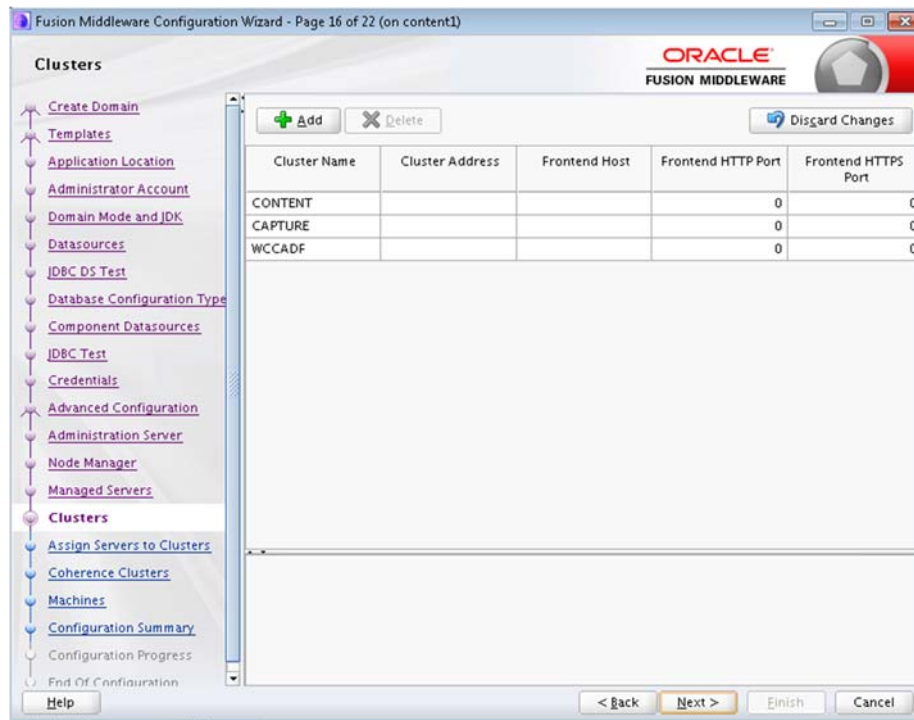 Fusion Middleware Configuration Wizard - Page 16 of 22 (on content1)
Clusters
ORACLE
FUSION MIDDLEWARE
Create Domain
Templates
Application Location
Administrator Account
Domain Mode and JDK
Datasources
JDBC DS Test
Database Configuration Type
Component Datasources
JDBC Test
Credentials
Advanced Configuration
Administration Server
Node Manager
Managed Servers
Clusters
Assign Servers to Clusters
Coherence Clusters
Machines
Configuration Summary
Configuration Progress
End Of Configuration
Add Delete Discard Changes
Cluster Name Cluster Address Frontend Host Frontend HTTP Port Frontend HTTPS Port
CONTENT 0 0
CAPTURE 0 0
WCCADF 0 0
Help < Back Next > Finish Cancel